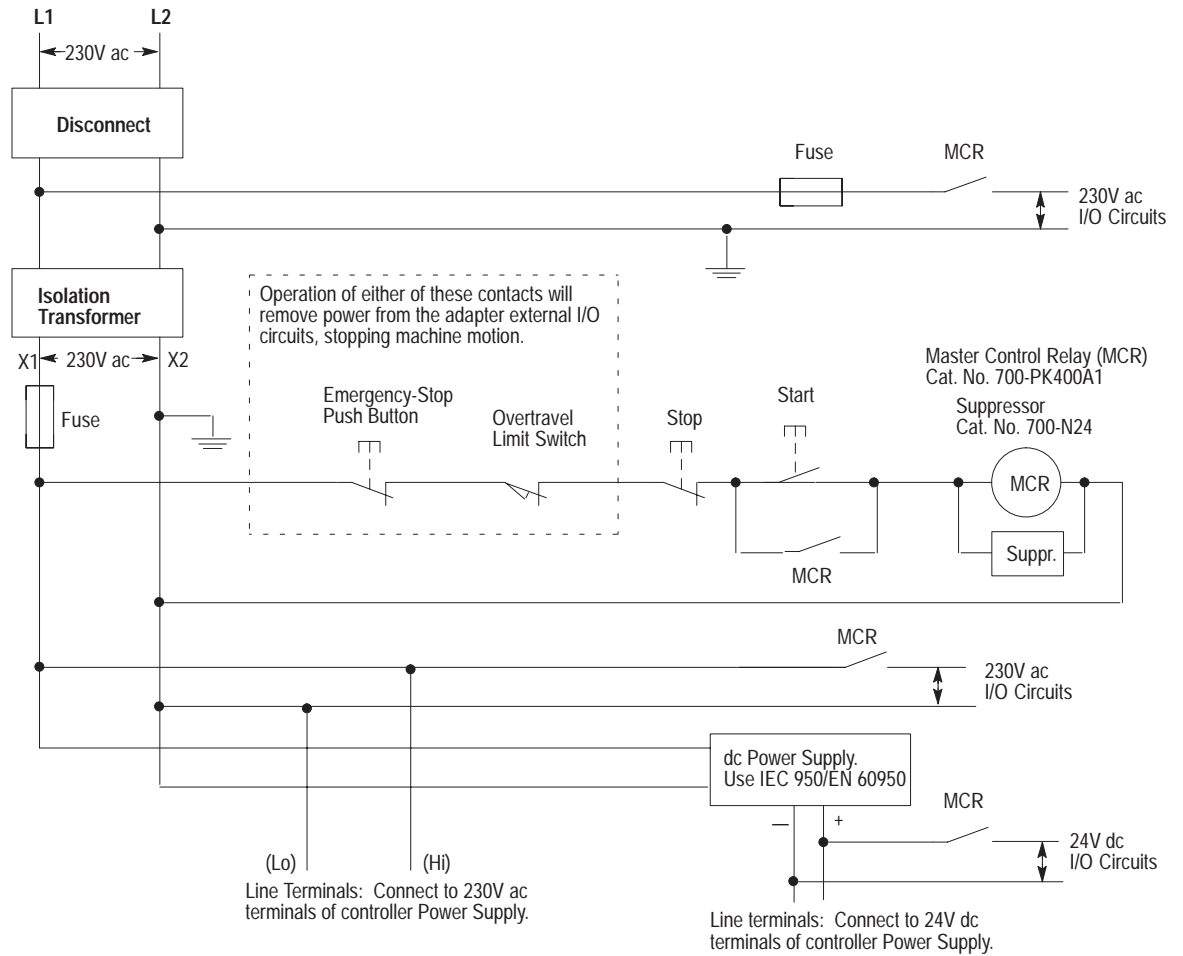 L1
L2
230V ac
Disconnect
Fuse
MCR
230V ac
I/O Circuits
Isolation
Transformer
Operation of either of these contacts will
remove power from the adapter external I/O
circuits, stopping machine motion.
X1
230V ac
X2
Fuse
Emergency-Stop
Push Button
Overtravel
Limit Switch
Stop
Start
Master Control Relay (MCR)
Cat. No. 700-PK400A1
Suppressor
Cat. No. 700-N24
MCR
Suppr.
MCR
MCR
230V ac
I/O Circuits
dc Power Supply.
Use IEC 950/EN 60950
MCR
— +
24V dc
I/O Circuits
(Lo)
(Hi)
Line Terminals: Connect to 230V ac
terminals of controller Power Supply.
Line terminals: Connect to 24V dc
terminals of controller Power Supply.